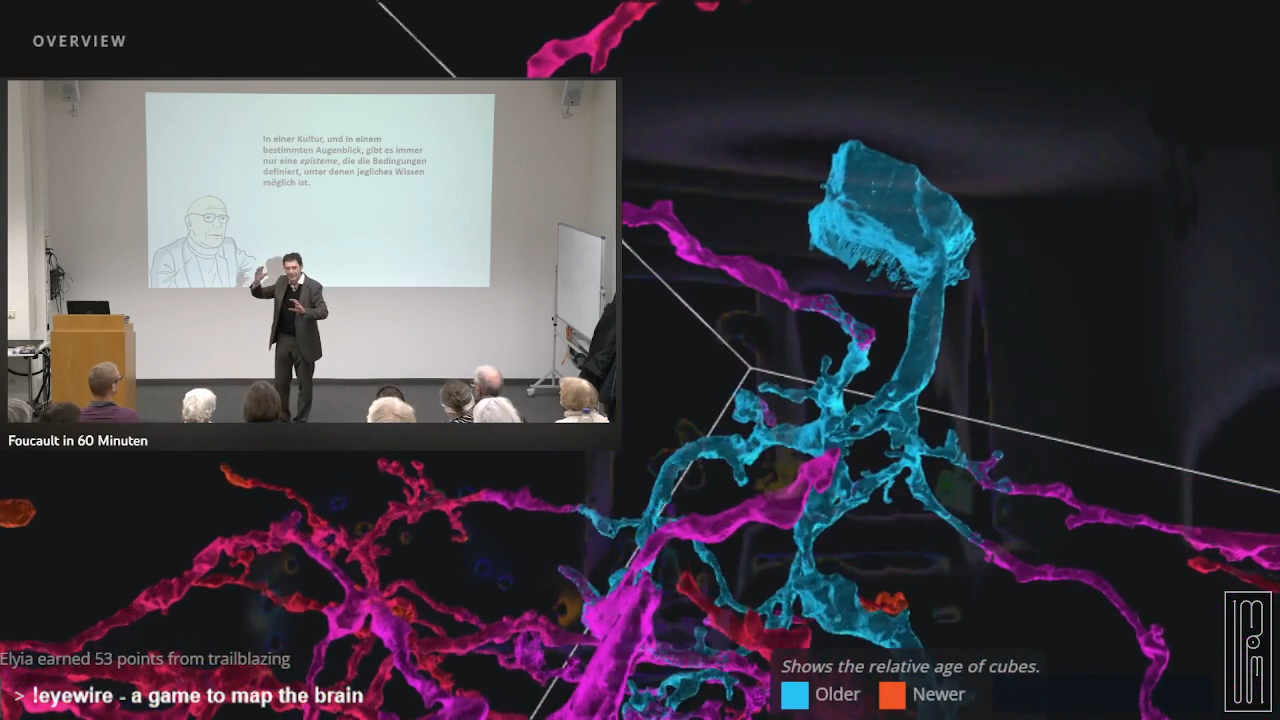 OVERVIEW
In einer Kultur, und in einem
bestimmten Augenblick, gibt es immer
nur eine episteme, die die Bedingungen
definiert, unter denen jegliches Wissen
möglich ist.
Foucault in 60 Minuten
Elyia earned 53 points from trailblazing
> !eyewire - a game to map the brain
Shows the relative age of cubes.
Older Newer